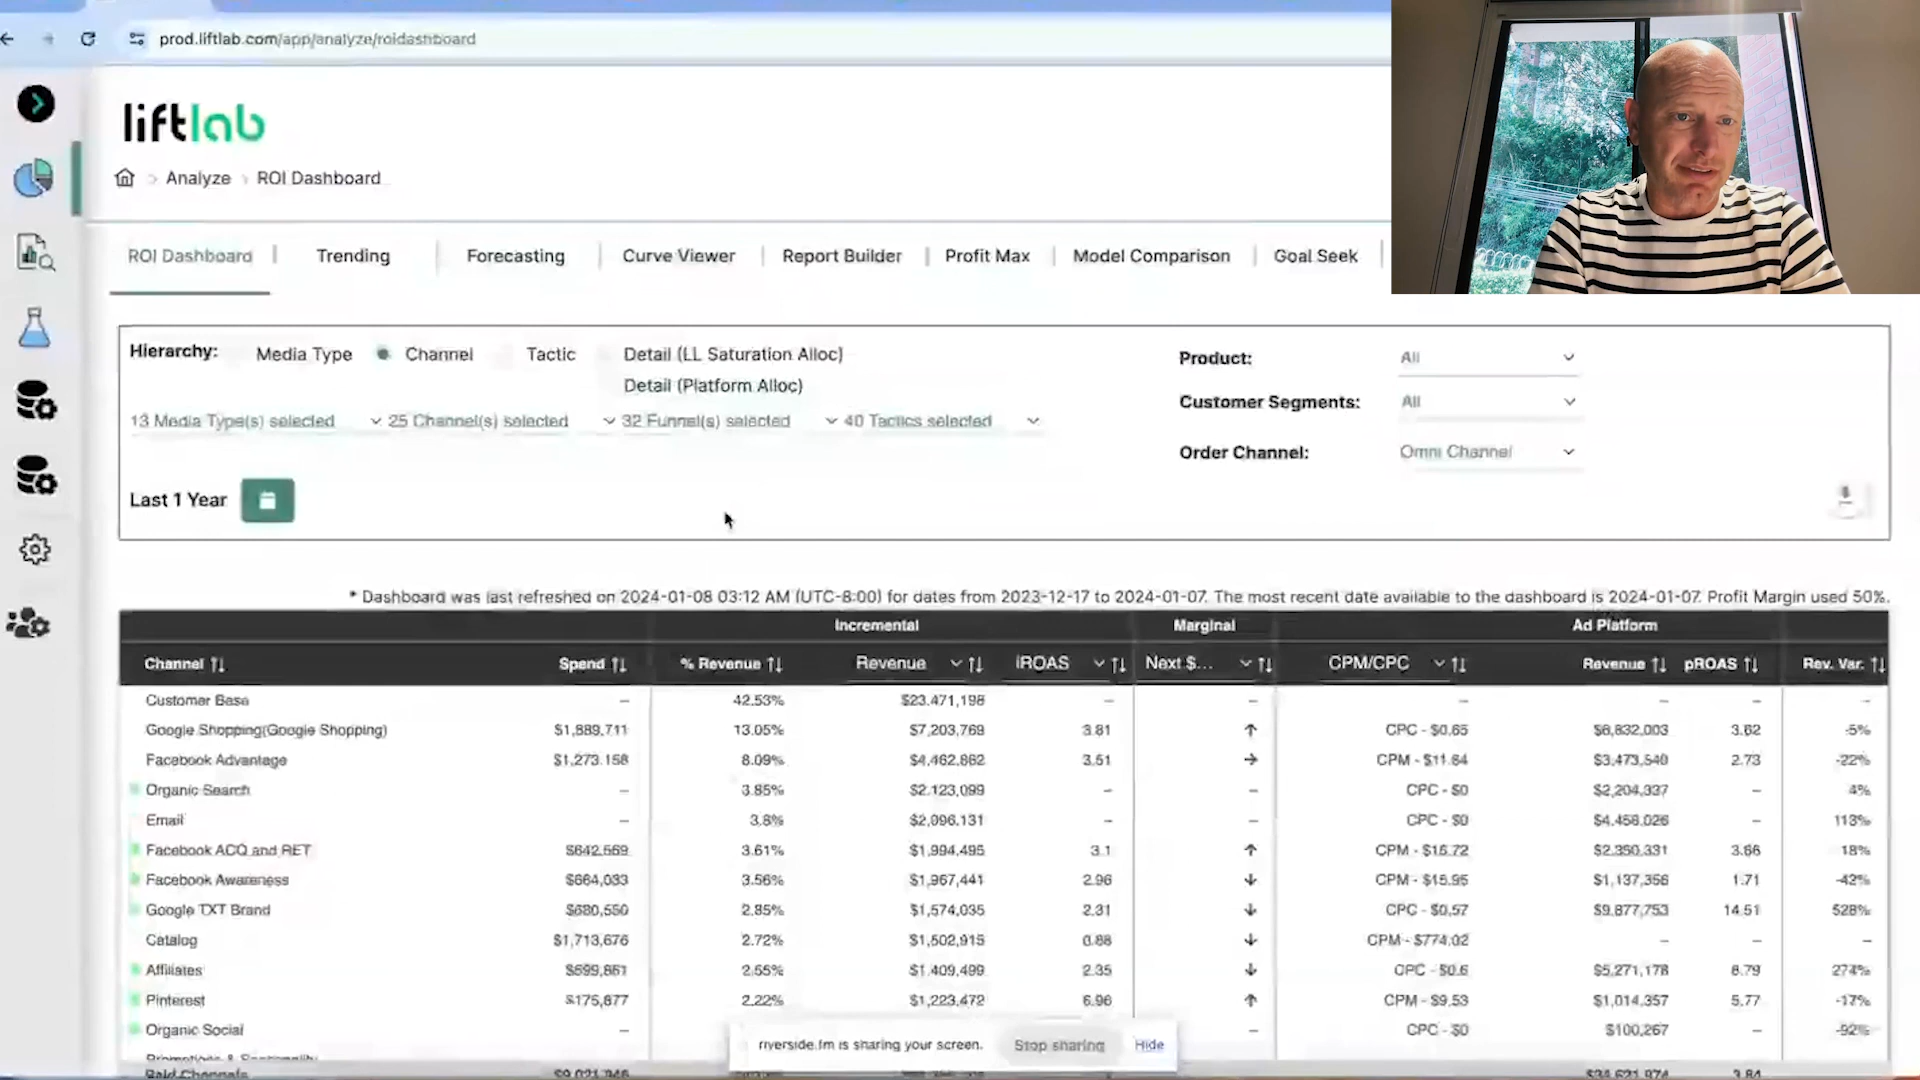 prod.liftlab.com/app/analyze/roidashboard
liftlab
Analyze > ROI Dashboard
ROI Dashboard Trending Forecasting Curve Viewer Report Builder Profit Max Model Comparison Goal Seek
Hierarchy: Media Type Channel Tactic Detail (LL Saturation Alloc)
Detail (Platform Alloc)
13 Media Type(s) selected 25 Channel(s) selected 32 Funnel(s) selected 40 Tactics selected
Product: All
Customer Segments: All
Order Channel: Omni Channel
Last 1 Year
* Dashboard was last refreshed on 2024-01-08 03:12 AM (UTC-8:00) for dates from 2023-12-17 to 2024-01-07. The most recent date available to the dashboard is 2024-01-07. Profit Margin used 50%.
Incremental Marginal Ad Platform
Channel Spend % Revenue Revenue iROAS Next $... CPM/CPC Revenue pROAS Rev. Var.
Customer Base – 42.53% $23,471,198 – – – – – –
Google Shopping(Google Shopping) $1,889,711 13.05% $7,203,769 3.81 ↑ CPC - $0.65 $6,832,003 3.62 -5%
Facebook Advantage $1,273,158 8.09% $4,462,862 3.51 → CPM - $11.64 $3,473,540 2.73 -22%
Organic Search – 3.85% $2,123,099 – – CPC - $0 $2,204,337 – 4%
Email – 3.8% $2,096,131 – – CPC - $0 $4,458,026 – 113%
Facebook ACQ and RET $642,569 3.61% $1,994,495 3.1 ↑ CPM - $16.72 $2,350,331 3.66 18%
Facebook Awareness $664,033 3.56% $1,967,441 2.96 ↓ CPM - $15.95 $1,137,356 1.71 -42%
Google TXT Brand $680,550 2.85% $1,574,035 2.31 ↓ CPC - $0.57 $9,877,753 14.51 528%
Catalog $1,713,676 2.72% $1,502,915 0.88 ↓ CPM - $774.02 – – –
Affiliates $599,861 2.55% $1,409,499 2.35 ↓ CPC - $0.6 $5,271,178 8.79 274%
Pinterest $175,877 2.22% $1,223,472 6.96 ↑ CPM - $9.53 $1,014,357 5.77 -17%
Organic Social – – CPC - $0 $100,267 – -92%
riverside.fm is sharing your screen. Stop sharing Hide
Paid Channels $9,021,946 $34,621,974 3.84